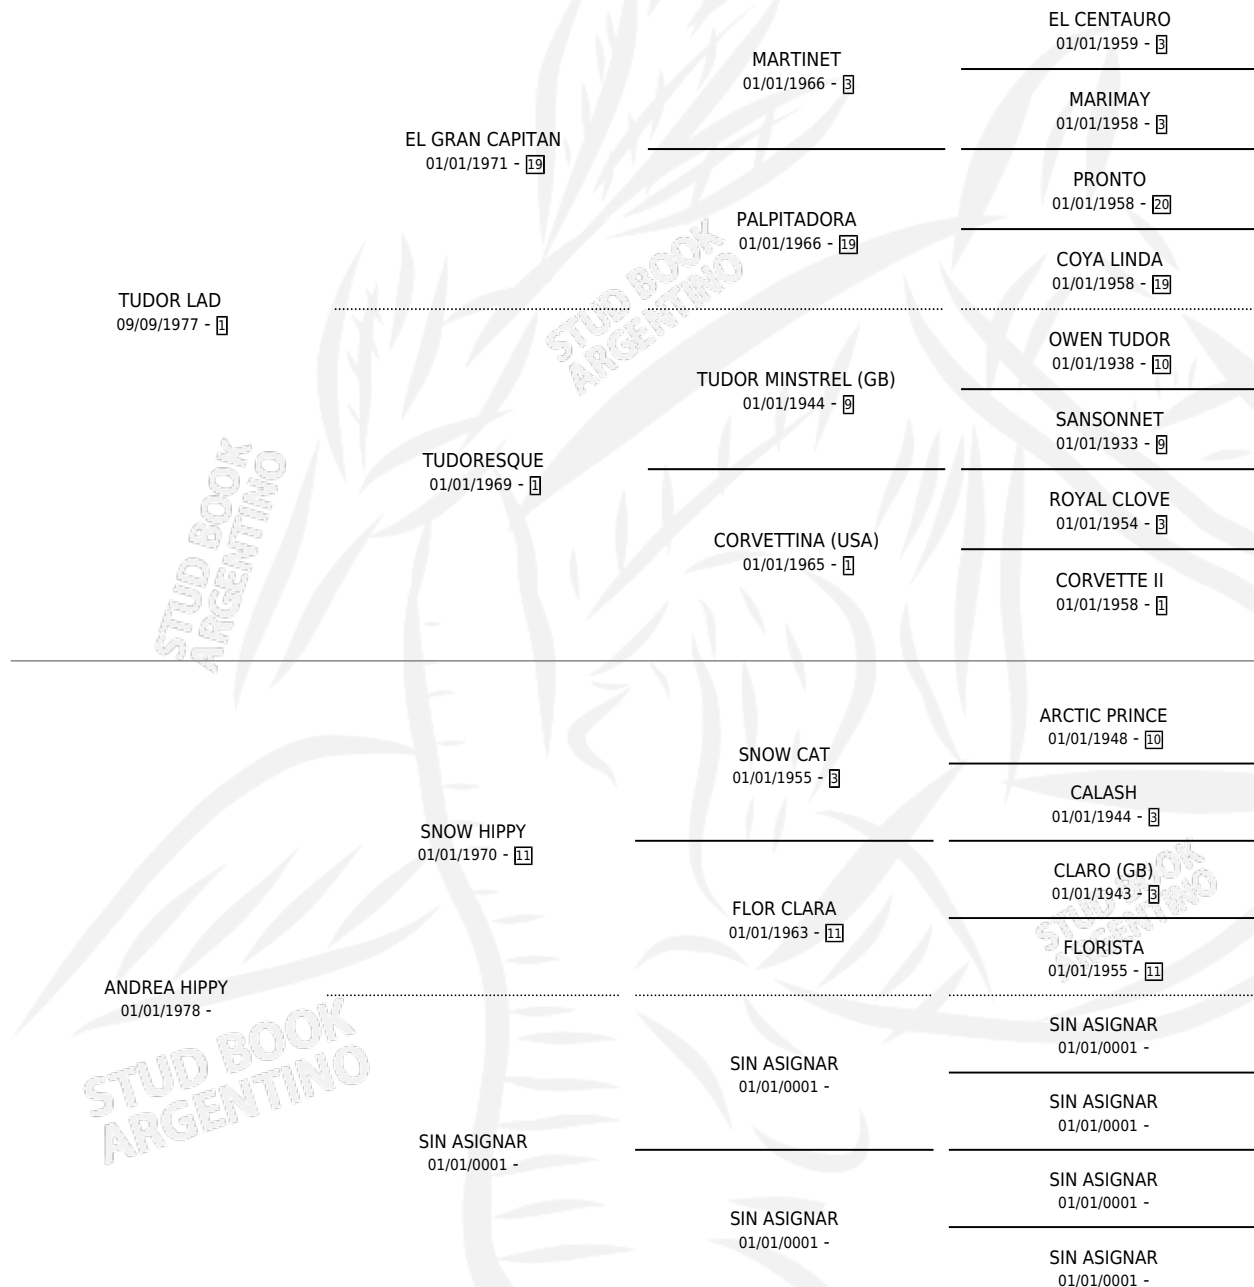 EL CENTAURO
01/01/1959 - 3
MARTINET
01/01/1966 - 3
MARIMAY
01/01/1958 - 3
EL GRAN CAPITAN
01/01/1971 - 19
PRONTO
01/01/1958 - 20
PALPITADORA
01/01/1966 - 19
COYA LINDA
01/01/1958 - 19
TUDOR LAD
09/09/1977 - 1
OWEN TUDOR
01/01/1938 - 10
TUDOR MINSTREL (GB)
01/01/1944 - 9
SANSONNET
01/01/1933 - 9
TUDORESQUE
01/01/1969 - 1
ROYAL CLOVE
01/01/1954 - 3
CORVETTINA (USA)
01/01/1965 - 1
CORVETTE II
01/01/1958 - 1
ARCTIC PRINCE
01/01/1948 - 10
SNOW CAT
01/01/1955 - 3
CALASH
01/01/1944 - 3
SNOW HIPPY
01/01/1970 - 11
CLARO (GB)
01/01/1943 - 3
FLOR CLARA
01/01/1963 - 11
FLORISTA
01/01/1955 - 11
ANDREA HIPPY
01/01/1978 -
SIN ASIGNAR
01/01/0001 -
SIN ASIGNAR
01/01/0001 -
SIN ASIGNAR
01/01/0001 -
SIN ASIGNAR
01/01/0001 -
SIN ASIGNAR
01/01/0001 -
SIN ASIGNAR
01/01/0001 -
SIN ASIGNAR
01/01/0001 -
STUD BOOK
ARGENTINO
STUD BOOK
ARGENTINO
STUD BOOK
ARGENTINO
STUD BOOK
ARGENTINO